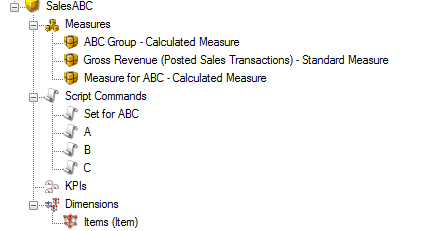 SalesABC
Measures
ABC Group - Calculated Measure
Gross Revenue (Posted Sales Transactions) - Standard Measure
Measure for ABC - Calculated Measure
Script Commands
Set for ABC
A
B
C
KPIs
Dimensions
Items (Item)